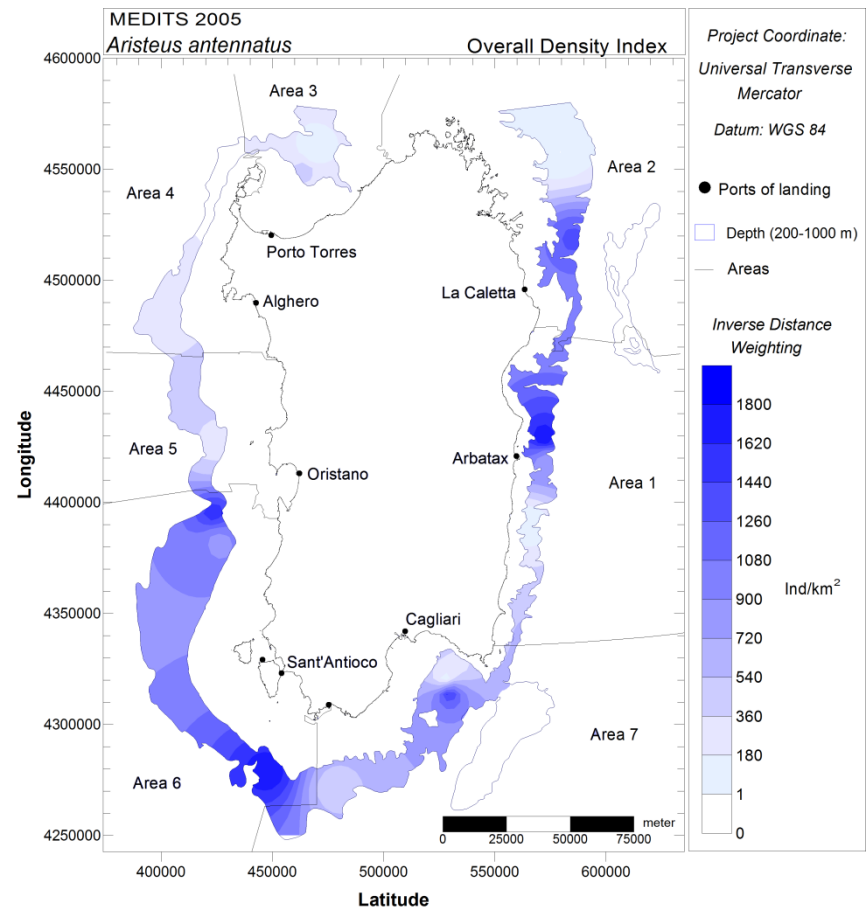 MEDITS 2005
Aristeus antennatus
Overall Density Index
4600000
4550000
4500000
4450000
4400000
4350000
4300000
4250000
Longitude
400000
450000
500000
550000
600000
Latitude
Area 3
Area 2
Area 4
Porto Torres
La Caletta
Alghero
Area 5
Oristano
Arbatax
Area 1
Cagliari
Sant'Antioco
Area 7
Area 6
meter
0
25000
50000
75000
Project Coordinate:
Universal Transverse
Mercator
Datum: WGS 84
Ports of landing
Depth (200-1000 m)
Areas
Inverse Distance
Weighting
1800
1620
1440
1260
1080
900
720
540
360
180
1
0
Ind/km²